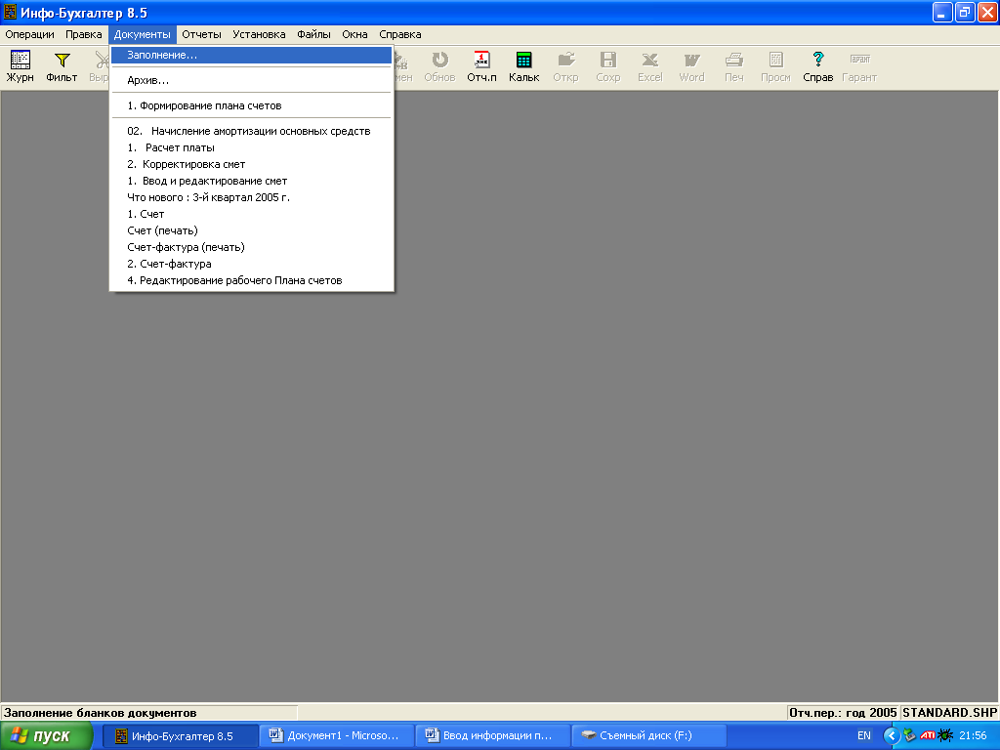 Инфо-Бухгалтер 8.5
Операции Правка Документы Отчеты Установка Файлы Окна Справка
Журн Фильт Выр мен Обнов Отч.п Кальк Откр Сохр Excel Word Печ Просм Справ Гарант
Заполнение...
Архив...
1. Формирование плана счетов
02. Начисление амортизации основных средств
1. Расчет платы
2. Корректировка смет
1. Ввод и редактирование смет
Что нового : 3-й квартал 2005 г.
1. Счет
Счет (печать)
Счет-фактура (печать)
2. Счет-фактура
4. Редактирование рабочего Плана счетов
Заполнение бланков документов Отч.пер.: год 2005 STANDARD.SHP
пуск Инфо-Бухгалтер 8.5 Документ1 - Microso... Ввод информации п... Съемный диск (F:) EN ATI 21:56